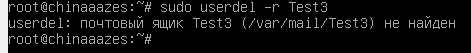 root@chinaaazes:~# sudo userdel -r Test3
userdel: почтовый ящик Test3 (/var/mail/Test3) не найден
root@chinaaazes:~#